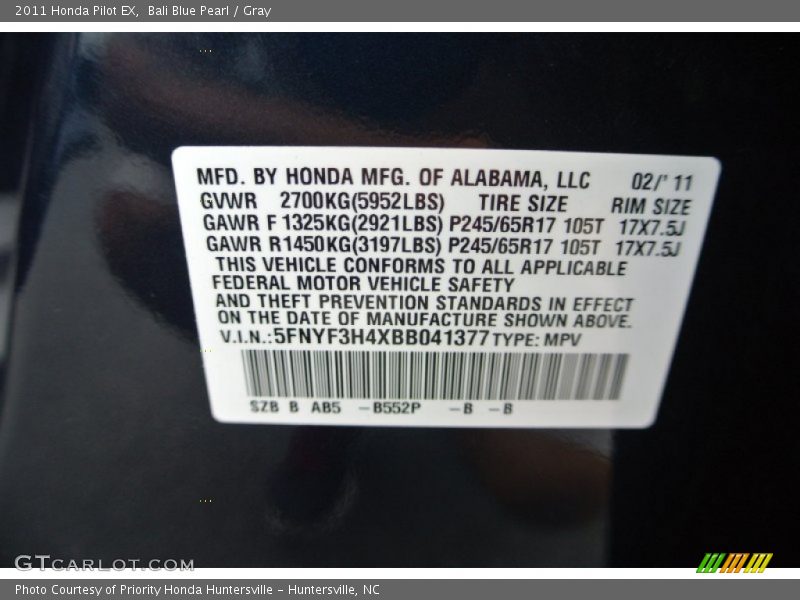 2011 Honda Pilot EX, Bali Blue Pearl / Gray
MFD. BY HONDA MFG. OF ALABAMA, LLC 02/' 11
GVWR 2700KG(5952LBS) TIRE SIZE RIM SIZE
GAWR F 1325KG(2921LBS) P245/65R17 105T 17X7.5J
GAWR R1450KG(3197LBS) P245/65R17 105T 17X7.5J
THIS VEHICLE CONFORMS TO ALL APPLICABLE
FEDERAL MOTOR VEHICLE SAFETY
AND THEFT PREVENTION STANDARDS IN EFFECT
ON THE DATE OF MANUFACTURE SHOWN ABOVE.
V.I.N.:5FNYF3H4XBB041377 TYPE: MPV
SZB B AB5 -B552P -B -B
GTCARLOT.COM
Photo Courtesy of Priority Honda Huntersville - Huntersville, NC